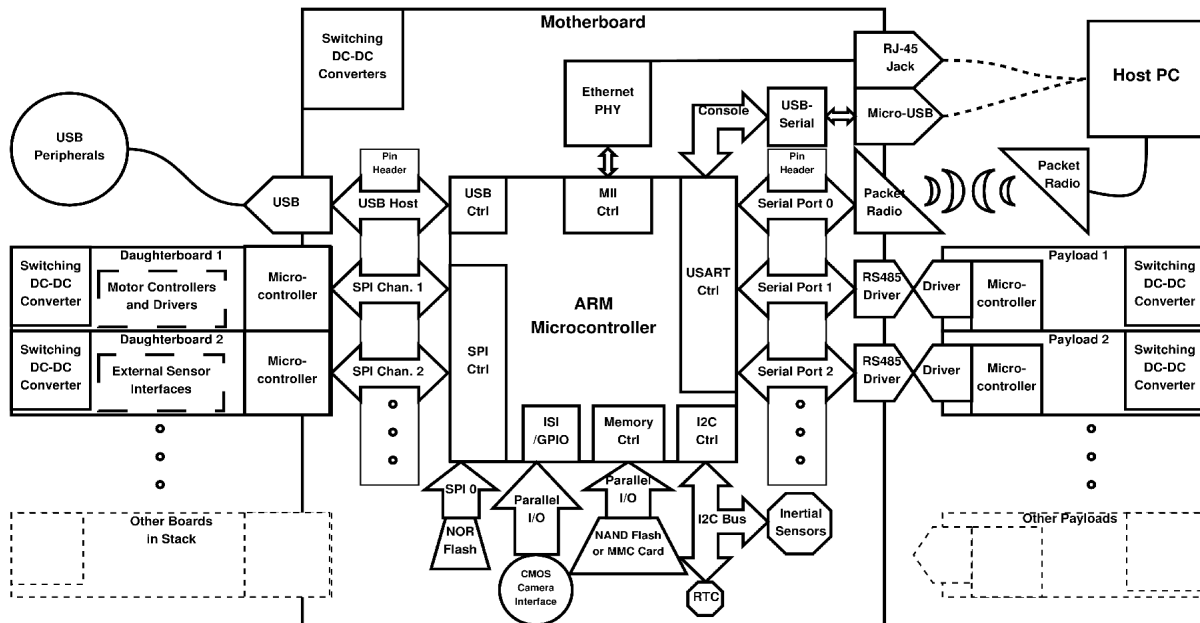 Motherboard
Switching
DC-DC
Converters
RJ-45
Jack
Host PC
Ethernet
PHY
Console
USB-
Serial
Micro-USB
USB
Peripherals
Pin
Header
Pin
Header
Packet
Radio
USB
USB Host
USB
Ctrl
MII
Ctrl
Serial Port 0
Packet
Radio
Daughterboard 1
Switching
DC-DC
Converter
Motor Controllers
and Drivers
Micro-
controller
SPI Chan. 1
ARM
Microcontroller
USART
Ctrl
Serial Port 1
RS485
Driver
Driver
Payload 1
Micro-
controller
Switching
DC-DC
Converter
Daughterboard 2
Switching
DC-DC
Converter
External Sensor
Interfaces
Micro-
controller
SPI Chan. 2
SPI
Ctrl
Serial Port 2
RS485
Driver
Driver
Payload 2
Micro-
controller
Switching
DC-DC
Converter
ISI
/GPIO
Memory
Ctrl
I2C
Ctrl
SPI 0
Parallel
I/O
Parallel
I/O
I2C Bus
Inertial
Sensors
NOR
Flash
NAND Flash
or MMC Card
CMOS
Camera
Interface
RTC
Other Boards
in Stack
Other Payloads